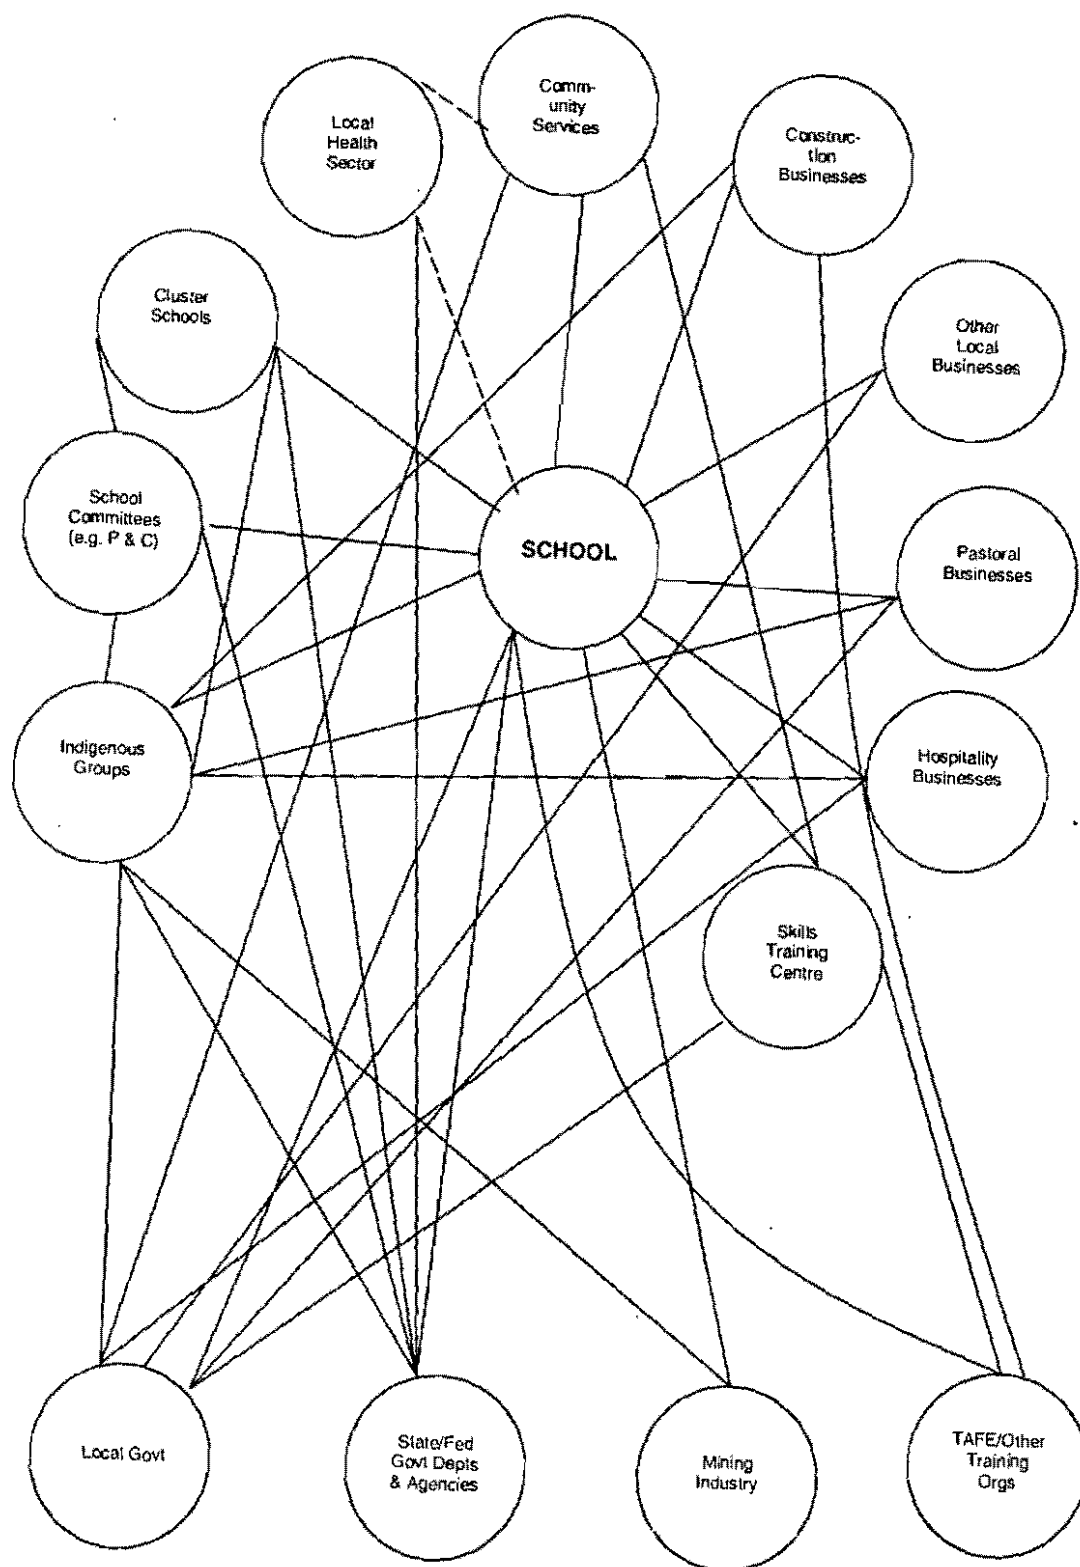 Comm-
unity
Services
Local
Health
Sector
Construc-
tion
Businesses
Cluster
Schools
Other
Local
Businesses
School
Committees
(e.g. P & C)
SCHOOL
Pastoral
Businesses
Indigenous
Groups
Hospitality
Businesses
Skills
Training
Centre
Local Govt
State/Fed
Govt Depts
& Agencies
Mining
Industry
TAFE/Other
Training
Orgs